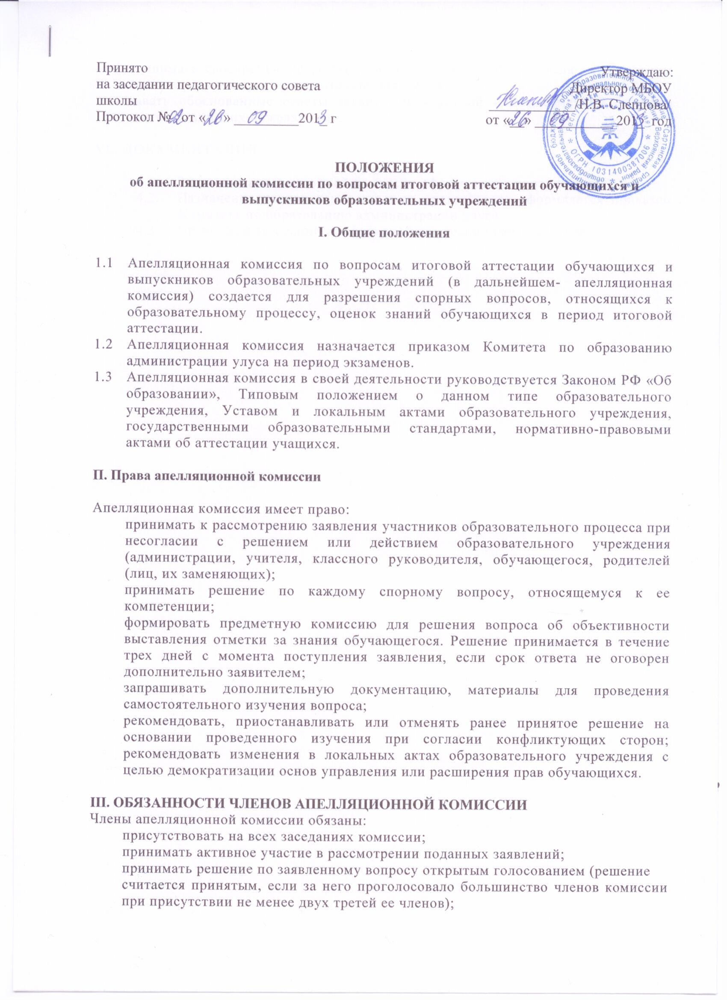 Принято
на заседании педагогического совета
школы
Протокол № 02 от «26» 09 2013 г
Утверждаю:
Директор МБОУ
/Н.В. Слепцова/
от «26» 09 2013 год
ОГРН 1031400387006
ПОЛОЖЕНИЯ
об апелляционной комиссии по вопросам итоговой аттестации обучающихся и
выпускников образовательных учреждений
I. Общие положения
1.1 Апелляционная комиссия по вопросам итоговой аттестации обучающихся и
выпускников образовательных учреждений (в дальнейшем- апелляционная
комиссия) создается для разрешения спорных вопросов, относящихся к
образовательному процессу, оценок знаний обучающихся в период итоговой
аттестации.
1.2 Апелляционная комиссия назначается приказом Комитета по образованию
администрации улуса на период экзаменов.
1.3 Апелляционная комиссия в своей деятельности руководствуется Законом РФ «Об
образовании», Типовым положением о данном типе образовательного
учреждения, Уставом и локальным актами образовательного учреждения,
государственными образовательными стандартами, нормативно-правовыми
актами об аттестации учащихся.
П. Права апелляционной комиссии
Апелляционная комиссия имеет право:
принимать к рассмотрению заявления участников образовательного процесса при
несогласии с решением или действием образовательного учреждения
(администрации, учителя, классного руководителя, обучающегося, родителей
(лиц, их заменяющих);
принимать решение по каждому спорному вопросу, относящемуся к ее
компетенции;
формировать предметную комиссию для решения вопроса об объективности
выставления отметки за знания обучающегося. Решение принимается в течение
трех дней с момента поступления заявления, если срок ответа не оговорен
дополнительно заявителем;
запрашивать дополнительную документацию, материалы для проведения
самостоятельного изучения вопроса;
рекомендовать, приостанавливать или отменять ранее принятое решение на
основании проведенного изучения при согласии конфликтующих сторон;
рекомендовать изменения в локальных актах образовательного учреждения с
целью демократизации основ управления или расширения прав обучающихся.
III. ОБЯЗАННОСТИ ЧЛЕНОВ АПЕЛЛЯЦИОННОЙ КОМИССИИ
Члены апелляционной комиссии обязаны:
присутствовать на всех заседаниях комиссии;
принимать активное участие в рассмотрении поданных заявлений;
принимать решение по заявленному вопросу открытым голосованием (решение
считается принятым, если за него проголосовало большинство членов комиссии
при присутствии не менее двух третей ее членов);